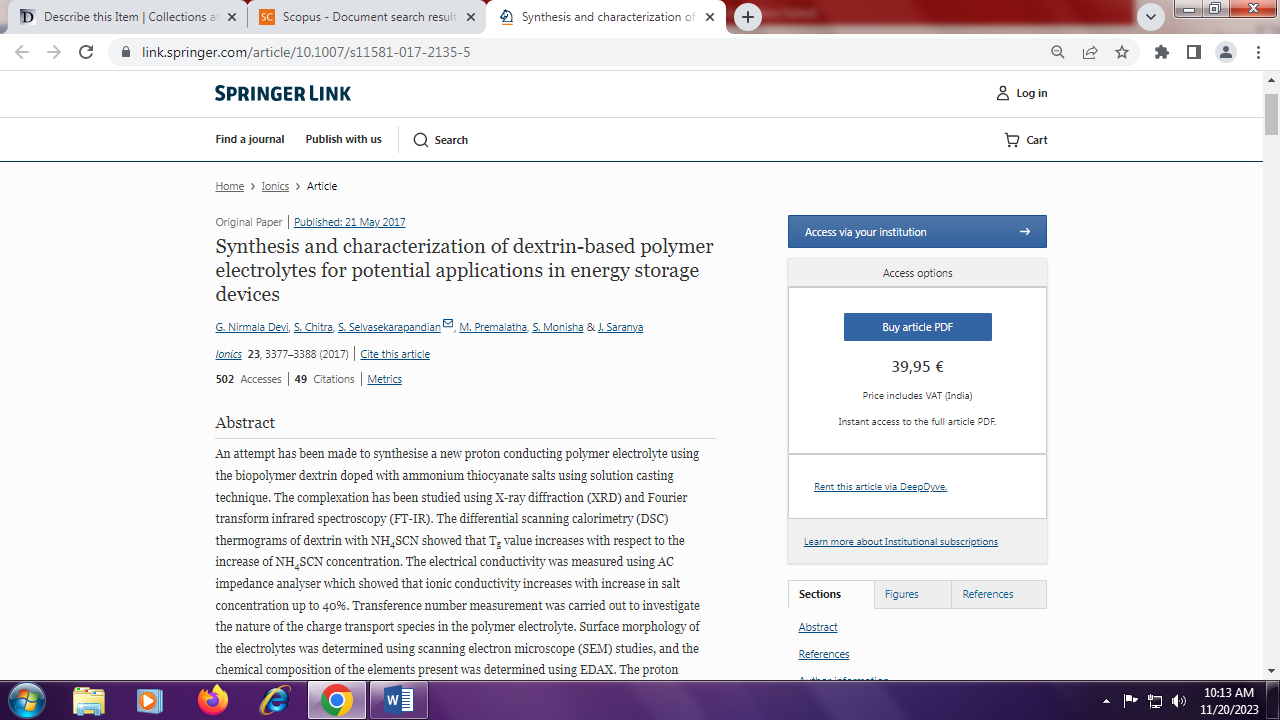 Describe this Item | Collections at
Scopus - Document search result
Synthesis and characterization of
link.springer.com/article/10.1007/s11581-017-2135-5
SPRINGER LINK
Log in
Find a journal Publish with us Search
Cart
Home > Ionics > Article
Original Paper | Published: 21 May 2017
Synthesis and characterization of dextrin-based polymer
electrolytes for potential applications in energy storage
devices
G. Nirmala Devi, S. Chitra, S. Selvasekarapandian, M. Premalatha, S. Monisha & J. Saranya
Ionics 23, 3377–3388 (2017) | Cite this article
502 Accesses | 49 Citations | Metrics
Abstract
An attempt has been made to synthesise a new proton conducting polymer electrolyte using
the biopolymer dextrin doped with ammonium thiocyanate salts using solution casting
technique. The complexation has been studied using X-ray diffraction (XRD) and Fourier
transform infrared spectroscopy (FT-IR). The differential scanning calorimetry (DSC)
thermograms of dextrin with NH4SCN showed that Tg value increases with respect to the
increase of NH4SCN concentration. The electrical conductivity was measured using AC
impedance analyser which showed that ionic conductivity increases with increase in salt
concentration up to 40%. Transference number measurement was carried out to investigate
the nature of the charge transport species in the polymer electrolyte. Surface morphology of
the electrolytes was determined using scanning electron microscope (SEM) studies, and the
chemical composition of the elements present was determined using EDAX. The proton
Access via your institution →
Access options
Buy article PDF
39,95 €
Price includes VAT (India)
Instant access to the full article PDF.
Rent this article via DeepDyve.
Learn more about Institutional subscriptions
Sections Figures References
Abstract
References
Author information
10:13 AM
11/20/2023